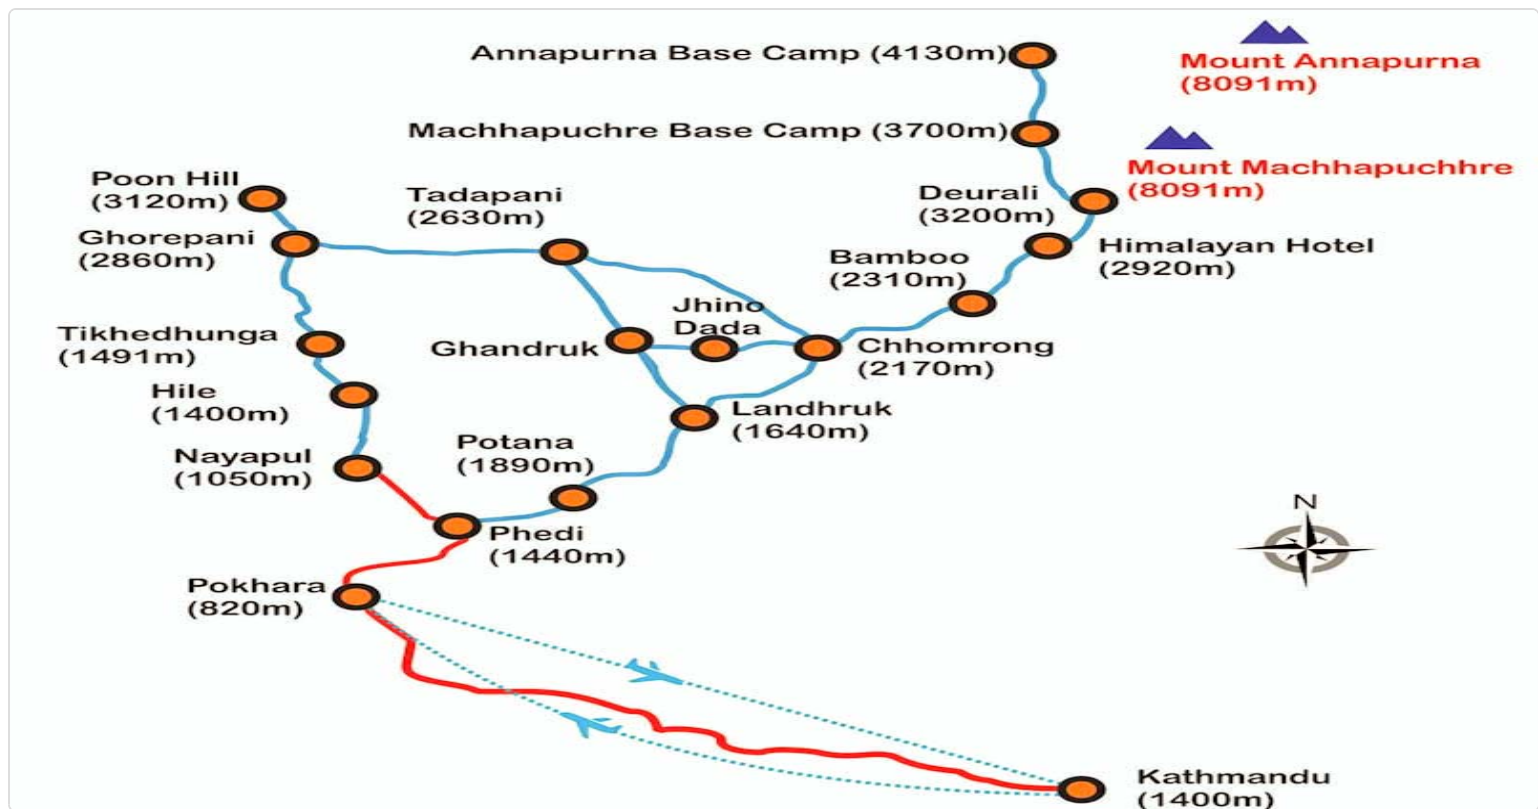 Annapurna Base Camp (4130m)
Mount Annapurna
(8091m)
Machhapuchre Base Camp (3700m)
Mount Machhapuchhre
(8091m)
Poon Hill
(3120m)
Tadapani
(2630m)
Deurali
(3200m)
Ghorepani
(2860m)
Himalayan Hotel
(2920m)
Bamboo
(2310m)
Jhino
Dada
Tikhedhunga
(1491m)
Ghandruk
Chhomrong
(2170m)
Hile
(1400m)
Landhruk
(1640m)
Nayapul
(1050m)
Potana
(1890m)
N
Phedi
(1440m)
Pokhara
(820m)
Kathmandu
(1400m)